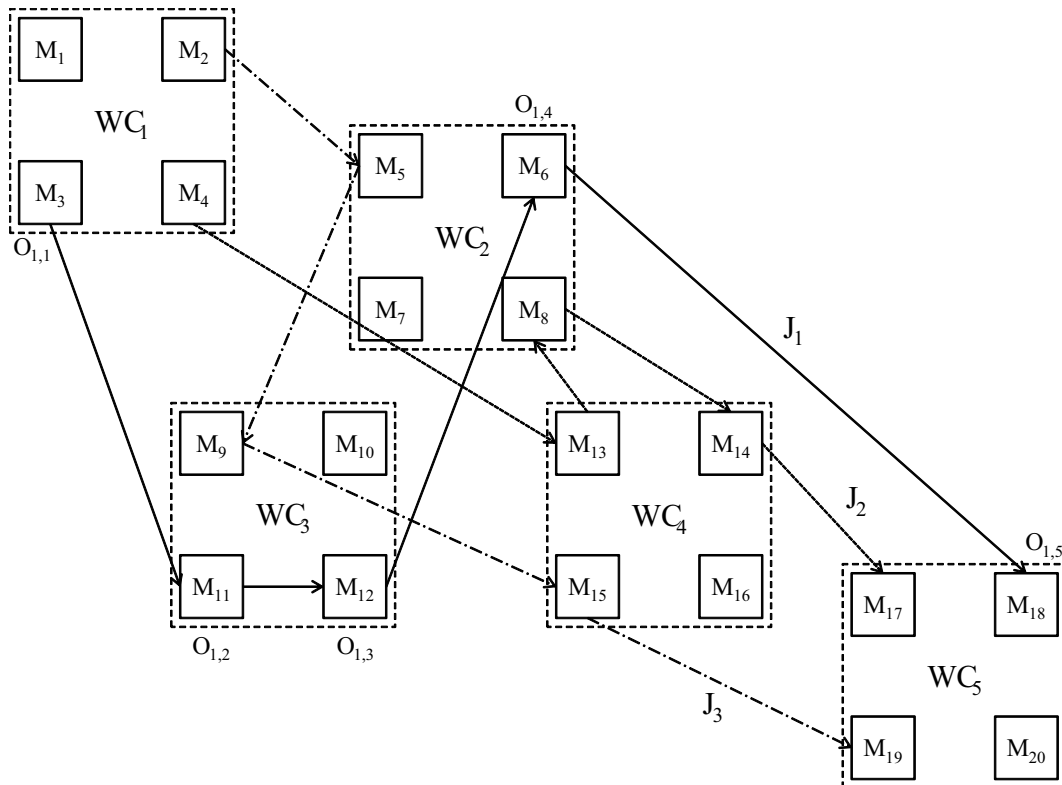 M₁ M₂
WC₁
M₃ M₄
O₁,₁
O₁,₄
M₅ M₆
WC₂
M₇ M₈
J₁
M₉ M₁₀
WC₃
M₁₁ M₁₂
O₁,₂ O₁,₃
M₁₃ M₁₄
WC₄
M₁₅ M₁₆
J₂
J₃
O₁,₅
M₁₇ M₁₈
WC₅
M₁₉ M₂₀